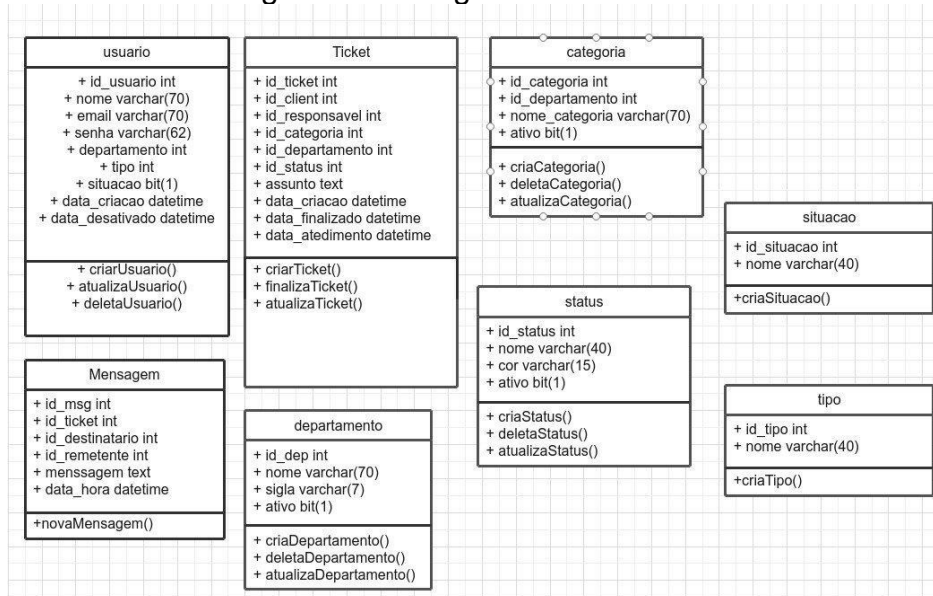 usuario
+ id_usuario int
+ nome varchar(70)
+ email varchar(70)
+ senha varchar(62)
+ departamento int
+ tipo int
+ situacao bit(1)
+ data_criacao datetime
+ data_desativado datetime
+ criarUsuario()
+ atualizaUsuario()
+ deletaUsuario()
Ticket
+ id_ticket int
+ id_client int
+ id_responsavel int
+ id_categoria int
+ id_departamento int
+ id_status int
+ assunto text
+ data_criacao datetime
+ data_finalizado datetime
+ data_atedimento datetime
+ criarTicket()
+ finalizaTicket()
+ atualizaTicket()
categoria
+ id_categoria int
+ id_departamento int
+ nome_categoria varchar(70)
+ ativo bit(1)
+ criaCategoria()
+ deletaCategoria()
+ atualizaCategoria()
situacao
+ id_situacao int
+ nome varchar(40)
+criaSituacao()
status
+ id_status int
+ nome varchar(40)
+ cor varchar(15)
+ ativo bit(1)
+ criaStatus()
+ deletaStatus()
+ atualizaStatus()
Mensagem
+ id_msg int
+ id_ticket int
+ id_destinatario int
+ id_remetente int
+ menssagem text
+ data_hora datetime
+novaMensagem()
departamento
+ id_dep int
+ nome varchar(70)
+ sigla varchar(7)
+ ativo bit(1)
+ criaDepartamento()
+ deletaDepartamento()
+ atualizaDepartamento()
tipo
+ id_tipo int
+ nome varchar(40)
+criaTipo()